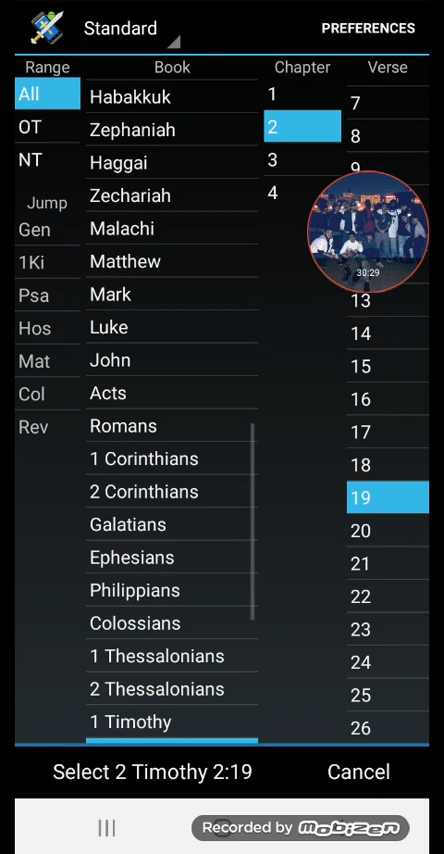 Standard
PREFERENCES
Range
Book
Chapter
Verse
All
OT
NT
Jump
Gen
1Ki
Psa
Hos
Mat
Col
Rev
Habakkuk
Zephaniah
Haggai
Zechariah
Malachi
Matthew
Mark
Luke
John
Acts
Romans
1 Corinthians
2 Corinthians
Galatians
Ephesians
Philippians
Colossians
1 Thessalonians
2 Thessalonians
1 Timothy
1
2
3
4
7
8
9
30:29
13
14
15
16
17
18
19
20
21
22
23
24
25
26
Select 2 Timothy 2:19
Cancel
Recorded by Mobizen